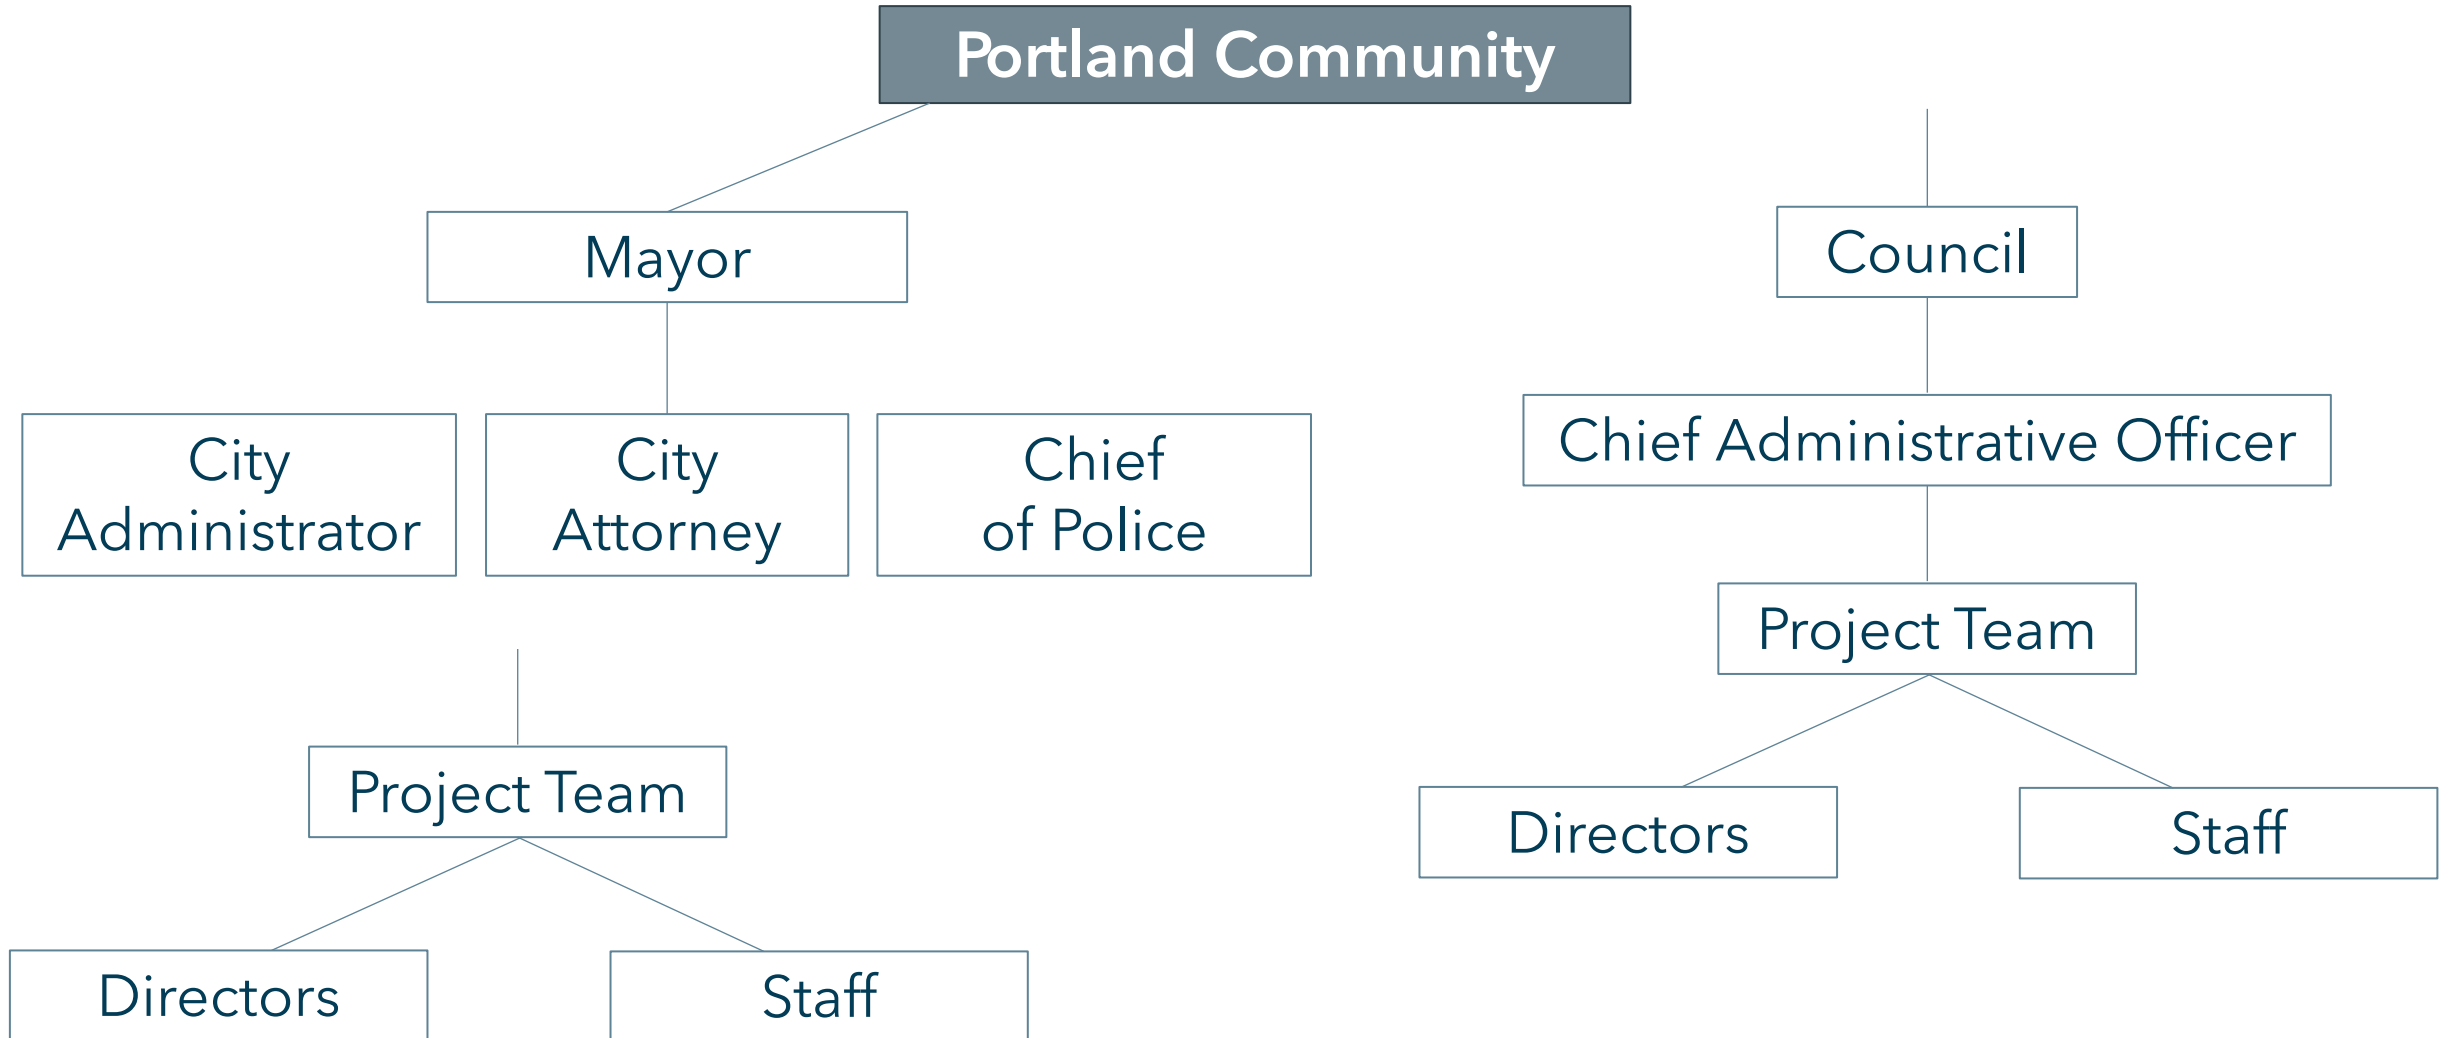 Portland Community
Mayor
Council
City
Administrator
City
Attorney
Chief
of Police
Chief Administrative Officer
Project Team
Project Team
Directors
Staff
Directors
Staff